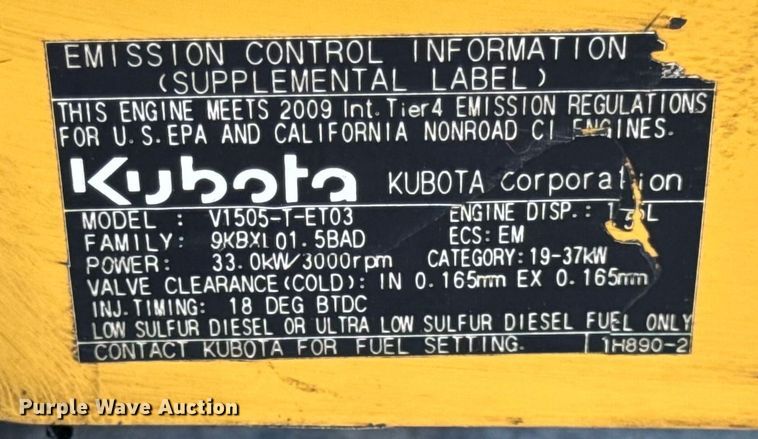 EMISSION CONTROL INFORMATION
(SUPPLEMENTAL LABEL)
THIS ENGINE MEETS 2009 Int. Tier4 EMISSION REGULATIONS
FOR U.S.EPA AND CALIFORNIA NONROAD CI ENGINES.
Kubota KUBOTA Corporation
MODEL : V1505-T-ET03 ENGINE DISP.:
FAMILY: 9KBXL01.5BAD ECS: EM
POWER: 33.0kW/3000rpm CATEGORY: 19-37kW
VALVE CLEARANCE(COLD): IN 0.165mm EX 0.165mm
INJ.TIMING: 18 DEG BTDC
LOW SULFUR DIESEL OR ULTRA LOW SULFUR DIESEL FUEL ONLY
CONTACT KUBOTA FOR FUEL SETTING. 1H890-2
Purple Wave Auction